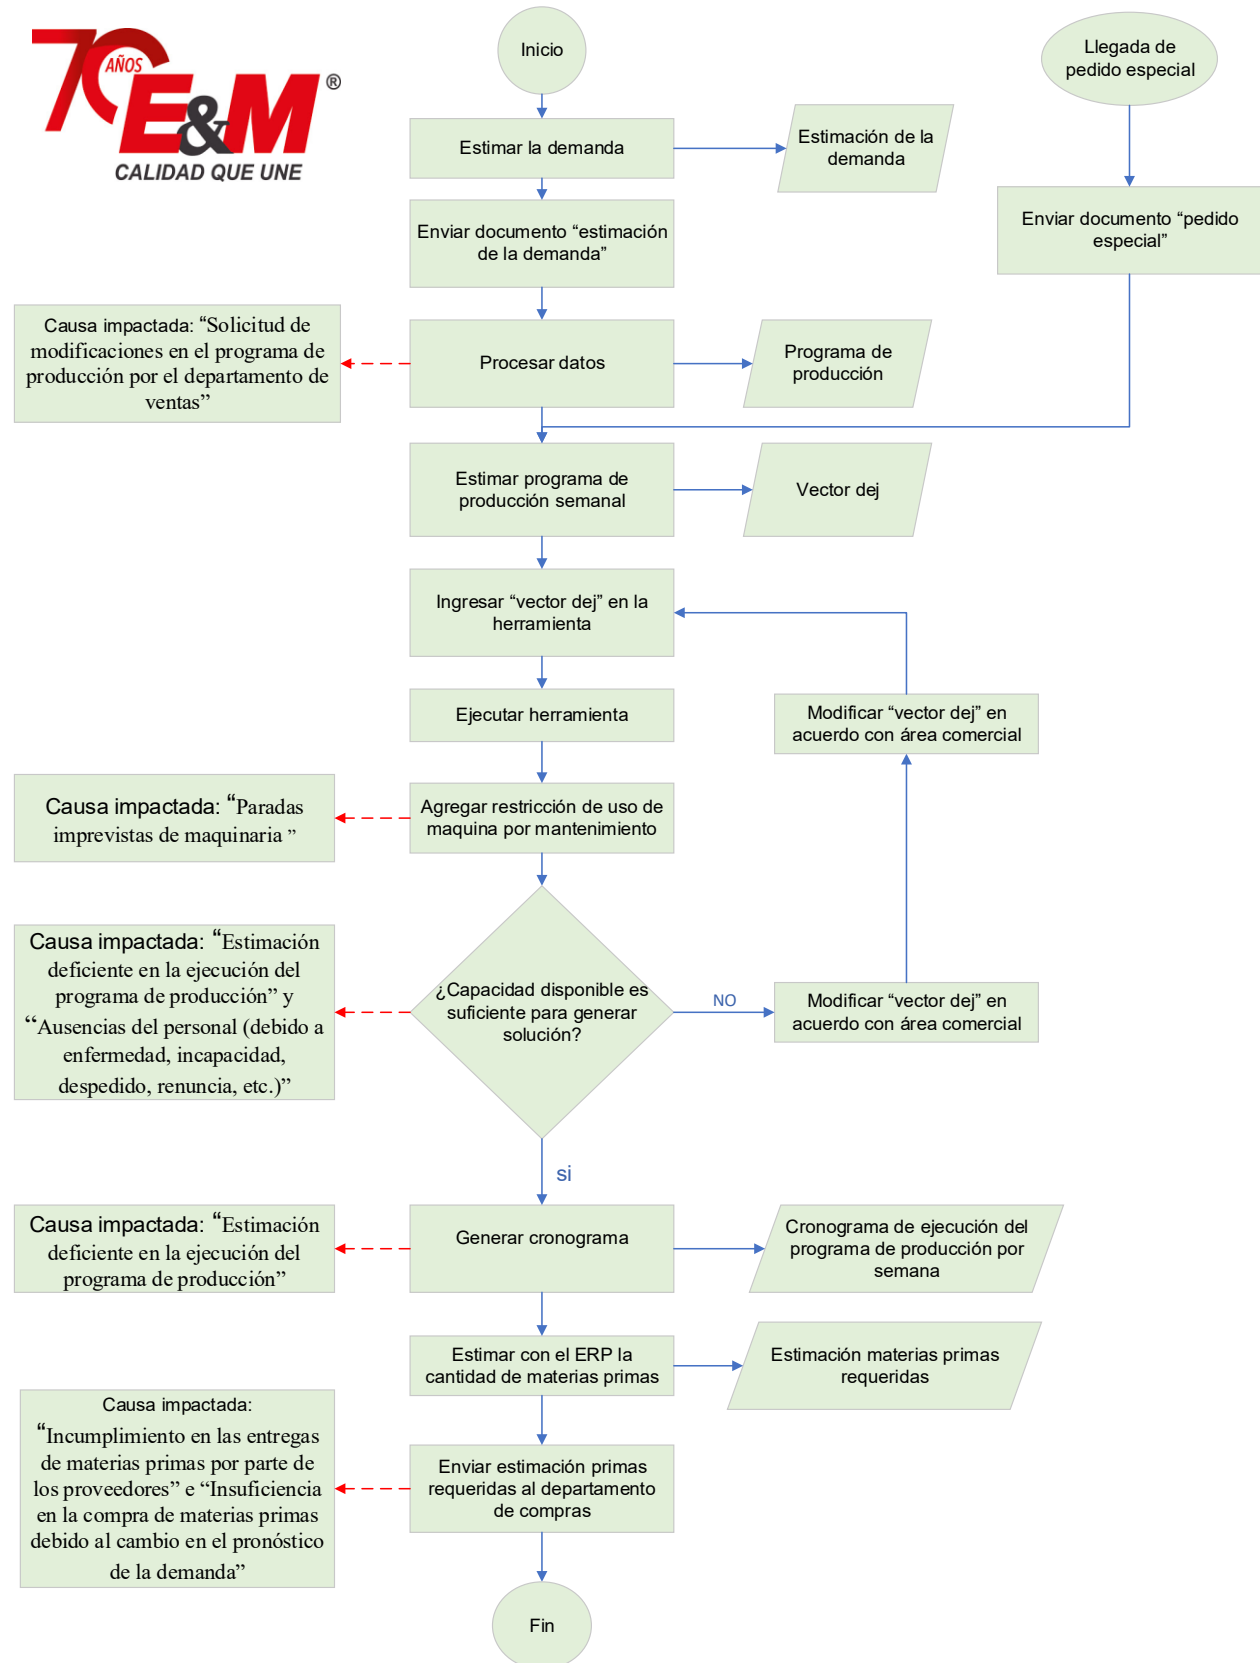 70
AÑOS
E&M®
CALIDAD QUE UNE
Inicio
Llegada de
pedido especial
Estimar la demanda
Estimación de la
demanda
Enviar documento “estimación
de la demanda”
Enviar documento “pedido
especial”
Causa impactada: “Solicitud de
modificaciones en el programa de
producción por el departamento de
ventas”
Procesar datos
Programa de
producción
Estimar programa de
producción semanal
Vector dej
Ingresar “vector dej” en la
herramienta
Ejecutar herramienta
Modificar “vector dej” en
acuerdo con área comercial
Causa impactada: “Paradas
imprevistas de maquinaria ”
Agregar restricción de uso de
maquina por mantenimiento
Causa impactada: “Estimación
deficiente en la ejecución del
programa de producción” y
“Ausencias del personal (debido a
enfermedad, incapacidad,
despedido, renuncia, etc.)”
¿Capacidad disponible es
suficiente para generar
solución?
NO
Modificar “vector dej” en
acuerdo con área comercial
si
Causa impactada: “Estimación
deficiente en la ejecución del
programa de producción”
Generar cronograma
Cronograma de ejecución del
programa de producción por
semana
Estimar con el ERP la
cantidad de materias primas
Estimación materias primas
requeridas
Causa impactada:
“Incumplimiento en las entregas
de materias primas por parte de
los proveedores” e “Insuficiencia
en la compra de materias primas
debido al cambio en el pronóstico
de la demanda”
Enviar estimación primas
requeridas al departamento
de compras
Fin